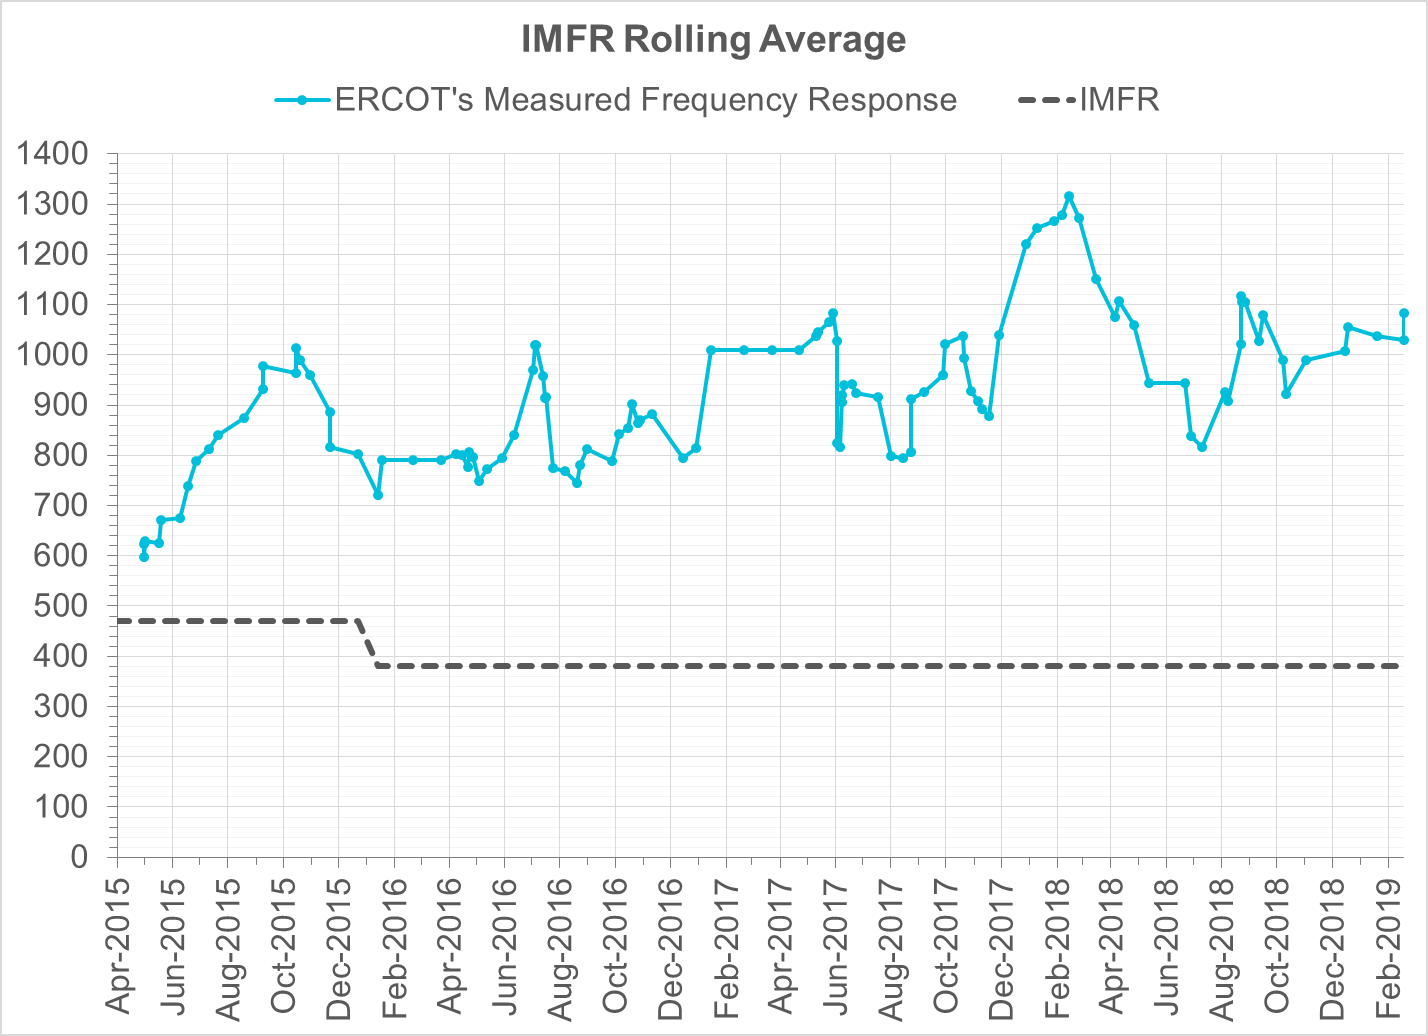 IMFR Rolling Average
ERCOT's Measured Frequency Response IMFR
1400
1300
1200
1100
1000
900
800
700
600
500
400
300
200
100
0
Apr-2015
Jun-2015
Aug-2015
Oct-2015
Dec-2015
Feb-2016
Apr-2016
Jun-2016
Aug-2016
Oct-2016
Dec-2016
Feb-2017
Apr-2017
Jun-2017
Aug-2017
Oct-2017
Dec-2017
Feb-2018
Apr-2018
Jun-2018
Aug-2018
Oct-2018
Dec-2018
Feb-2019